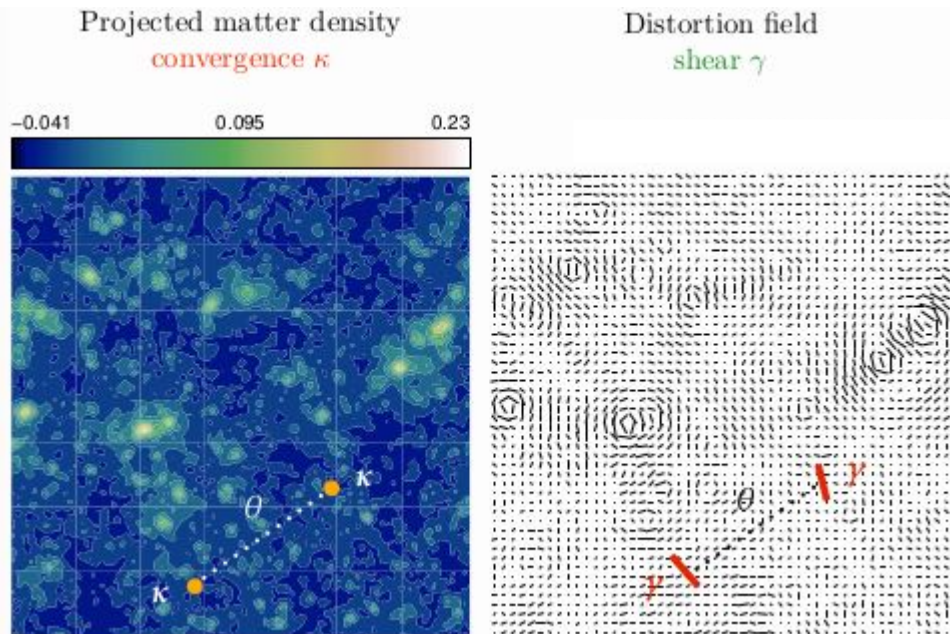 Projected matter density
convergence κ
−0.041 0.095 0.23
κ
θ
κ
Distortion field
shear γ
γ
θ
γ